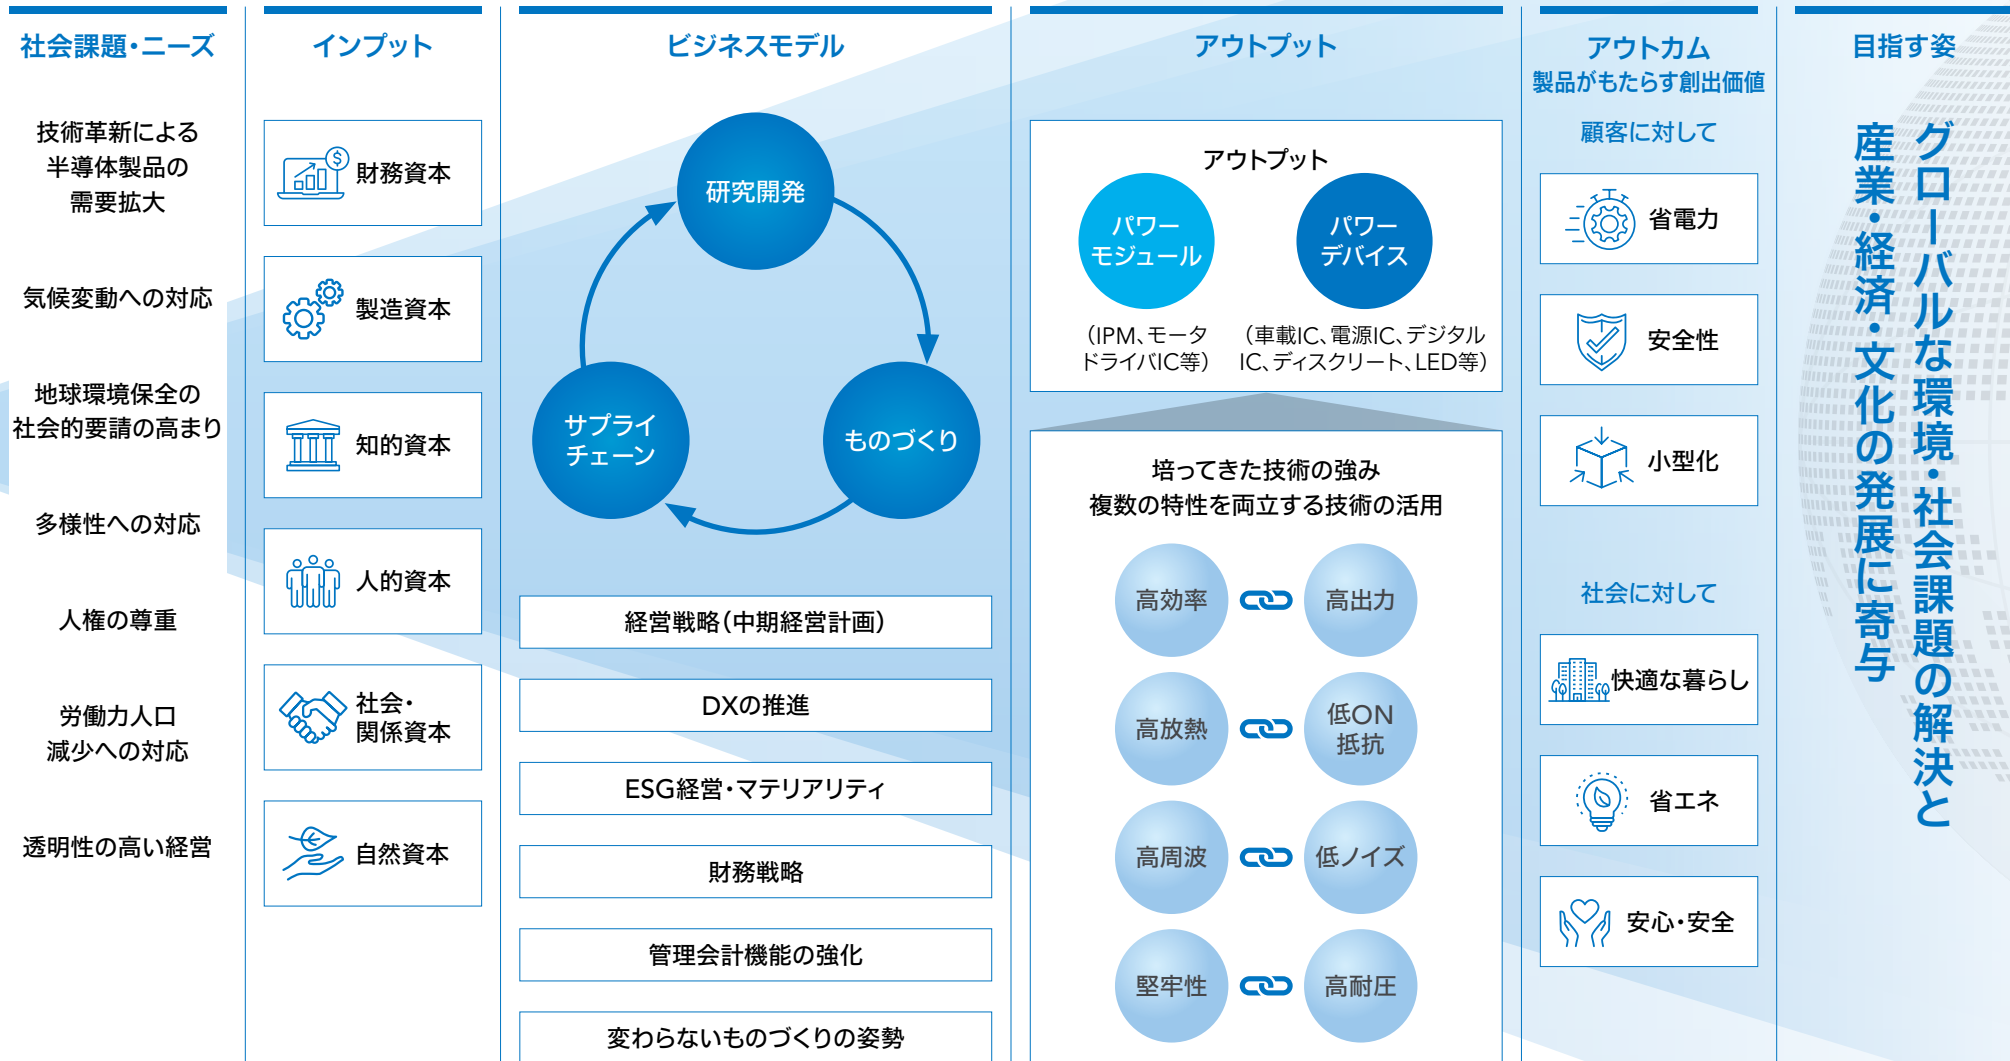 社会課題・ニーズ
技術革新による
半導体製品の
需要拡大
気候変動への対応
地球環境保全の
社会的要請の高まり
多様性への対応
人権の尊重
労働力人口
減少への対応
透明性の高い経営
インプット
$
財務資本
製造資本
知的資本
人的資本
社会・
関係資本
自然資本
ビジネスモデル
研究開発
サプライ
チェーン
ものづくり
経営戦略（中期経営計画）
DXの推進
ESG経営・マテリアリティ
財務戦略
管理会計機能の強化
変わらないものづくりの姿勢
アウトプット
アウトプット
パワー
モジュール
（IPM、モータ
ドライバIC等）
パワー
デバイス
（車載IC、電源IC、デジタル
IC、ディスクリート、LED等）
培ってきた技術の強み
複数の特性を両立する技術の活用
高効率
高出力
高放熱
低ON
抵抗
高周波
低ノイズ
堅牢性
高耐圧
アウトカム
製品がもたらす創出価値
顧客に対して
省電力
安全性
小型化
社会に対して
快適な暮らし
省エネ
安心・安全
目指す姿
グローバルな環境・社会課題の解決と
産業・経済・文化の発展に寄与